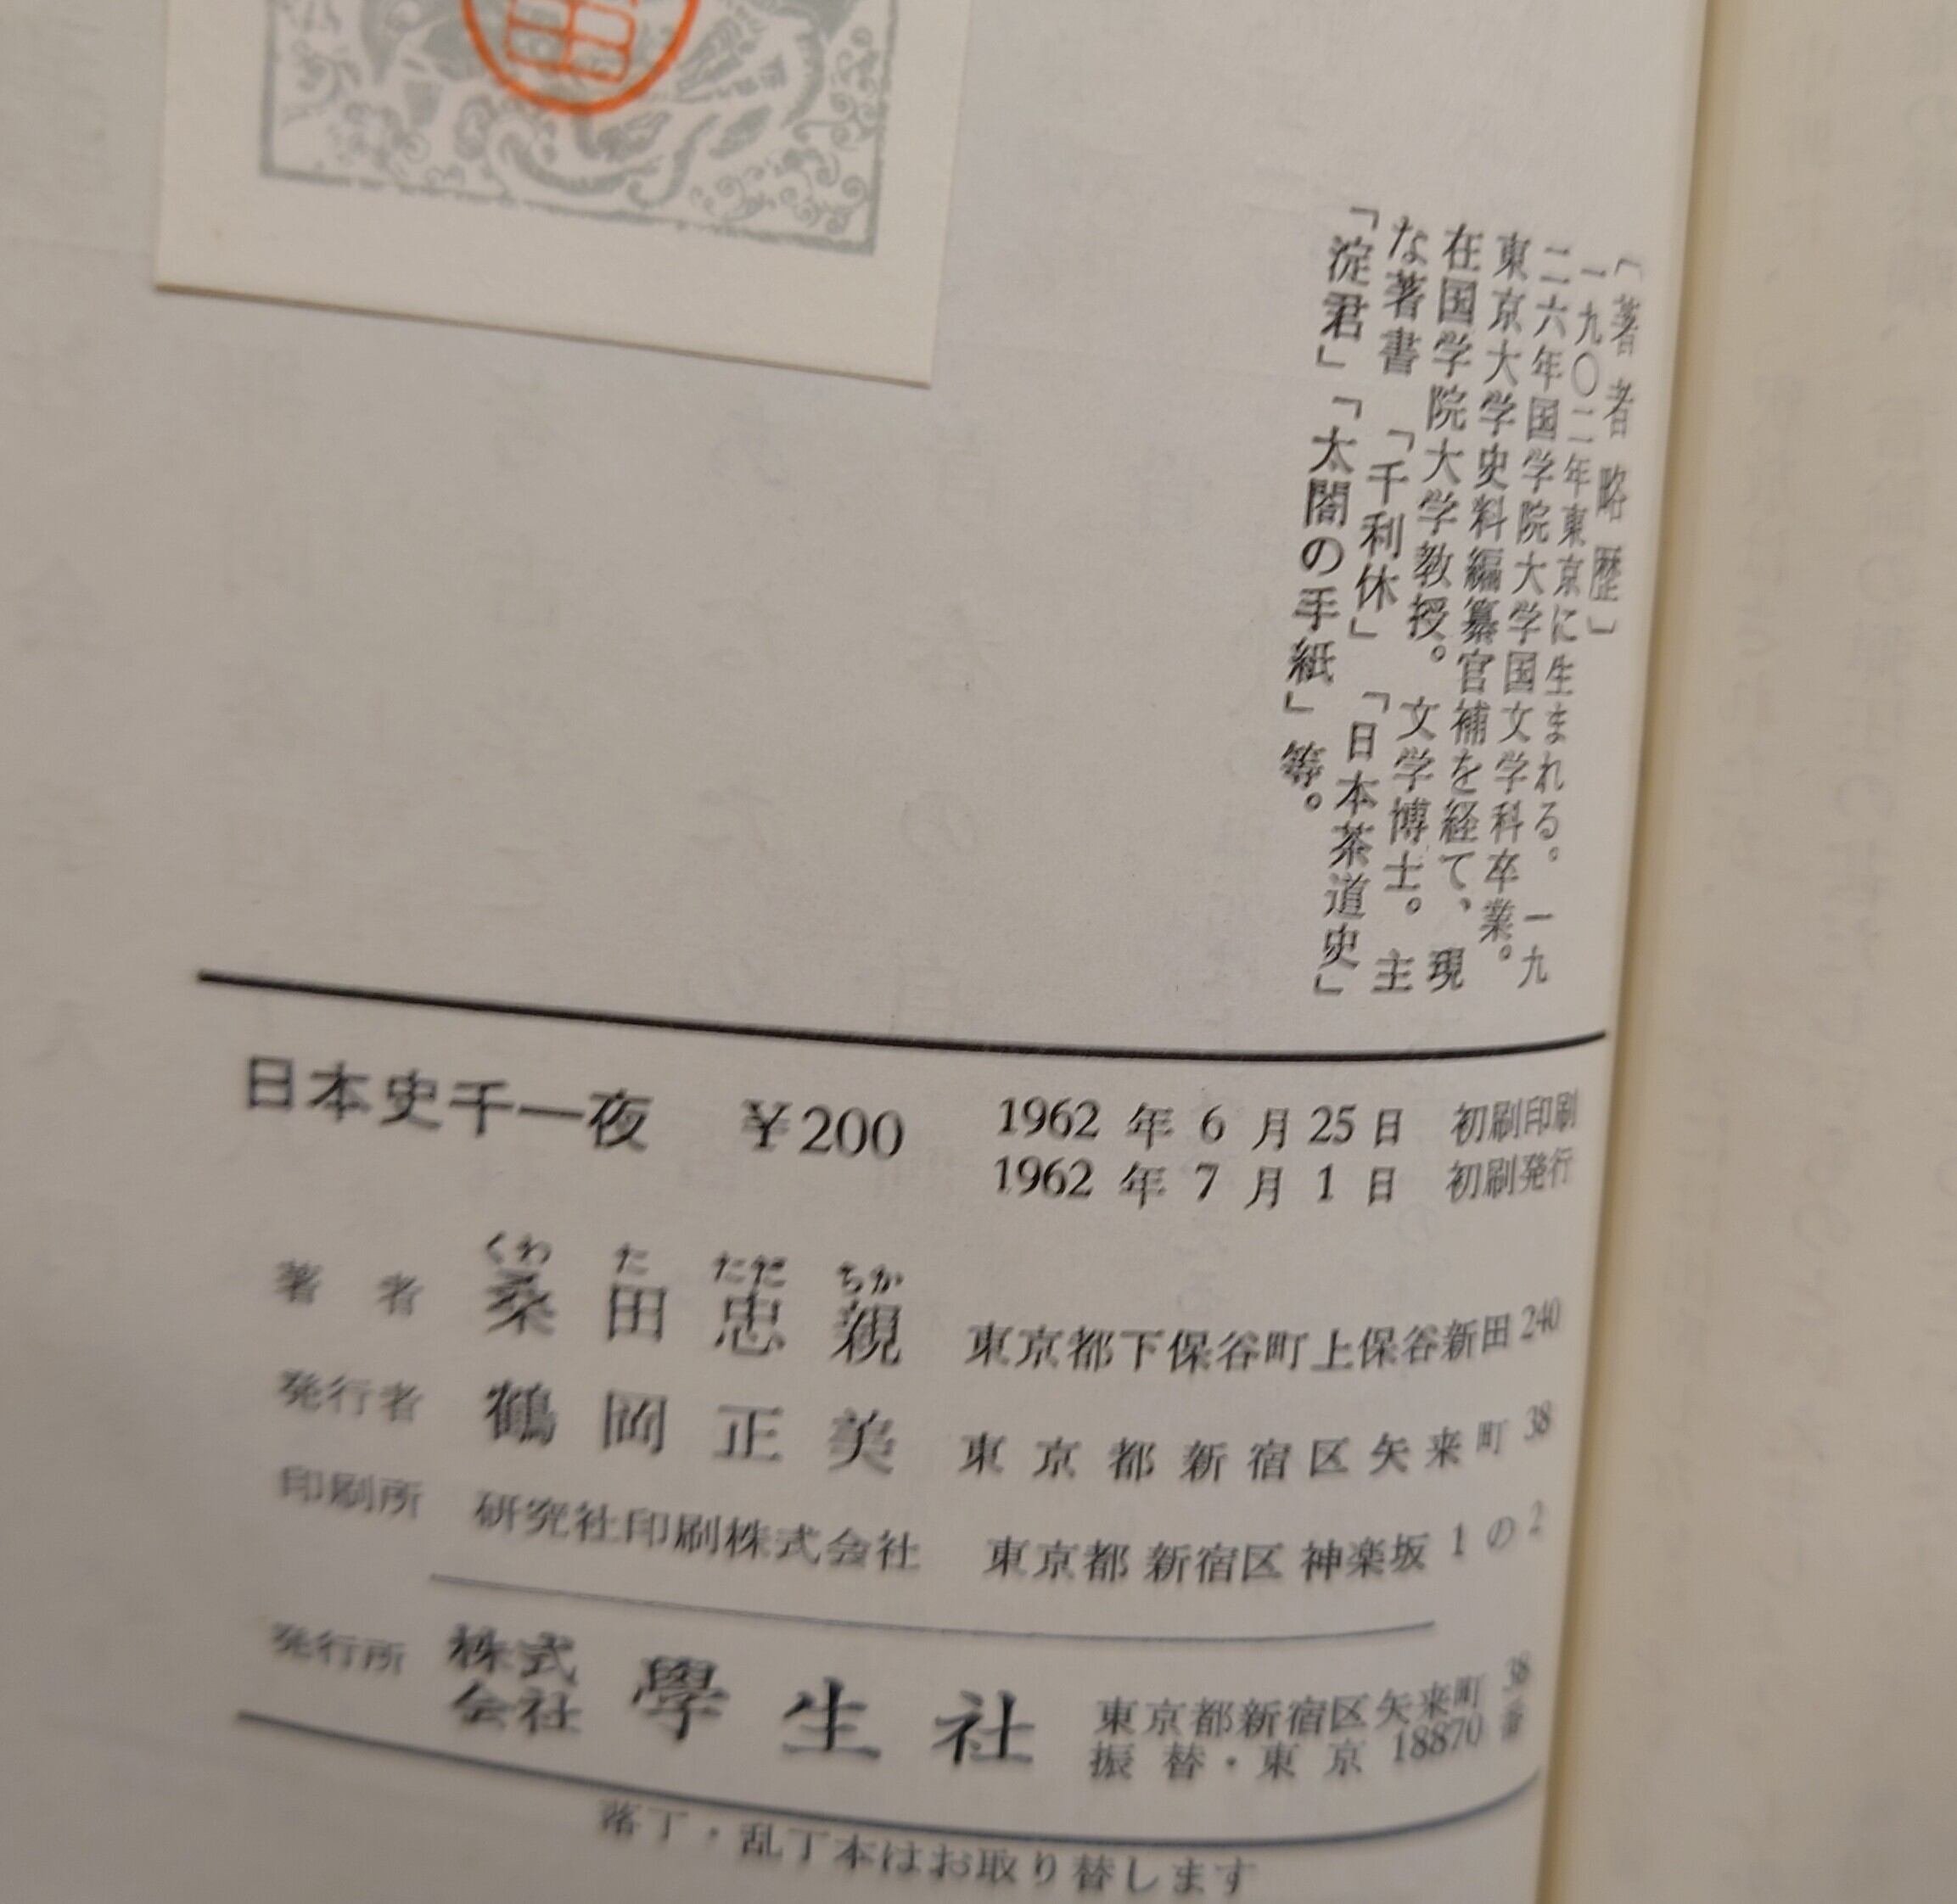 〔著者略歴〕
一九〇二年東京に生まれる。一九
二六年国学院大学国文学科卒業。
東京大学史料編纂官補を経て、現
在国学院大学教授。文学博士。主
な著書「千利休」「日本茶道史」
「淀君」「太閤の手紙」等。
日本史千一夜 ¥200
1962年6月25日 初刷印刷
1962年7月1日 初刷発行
くわ た ただ ちか
著者 桑田忠親 東京都下保谷町上保谷新田240
発行者 鶴岡正美 東京都新宿区矢来町38
印刷所 研究社印刷株式会社 東京都新宿区神楽坂1の2
発行所 株式会社 學生社 東京都新宿区矢来町38
振替・東京18870番
落丁・乱丁本はお取り替します